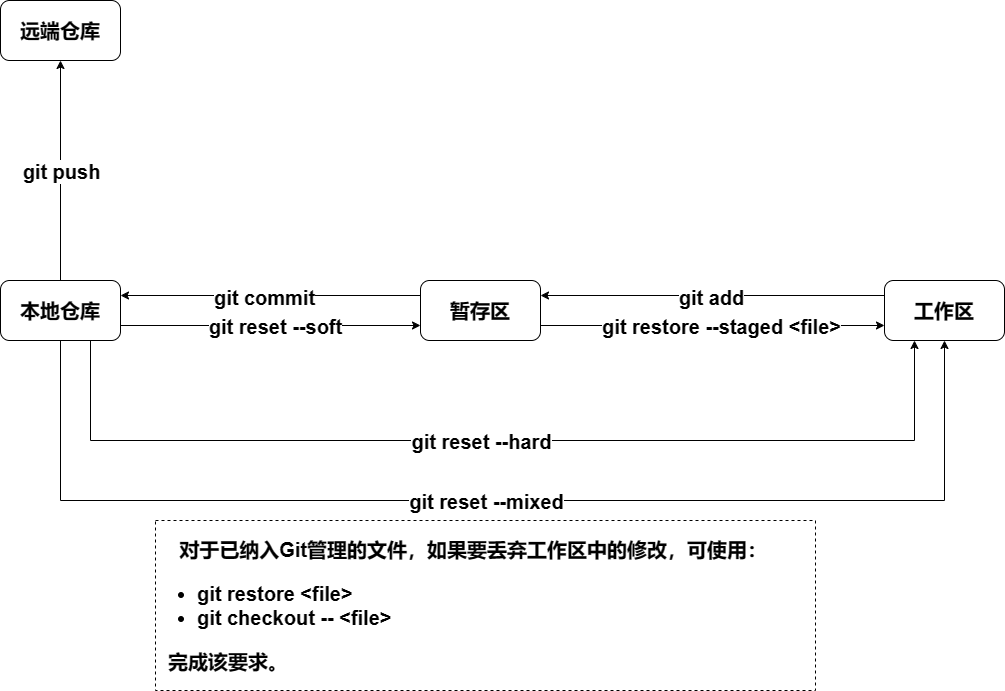 远端仓库
git push
本地仓库
git commit
git reset --soft
暂存区
git add
git restore --staged <file>
工作区
git reset --hard
git reset --mixed
对于已纳入Git管理的文件，如果要丢弃工作区中的修改，可使用：
• git restore <file>
• git checkout -- <file>
完成该要求。